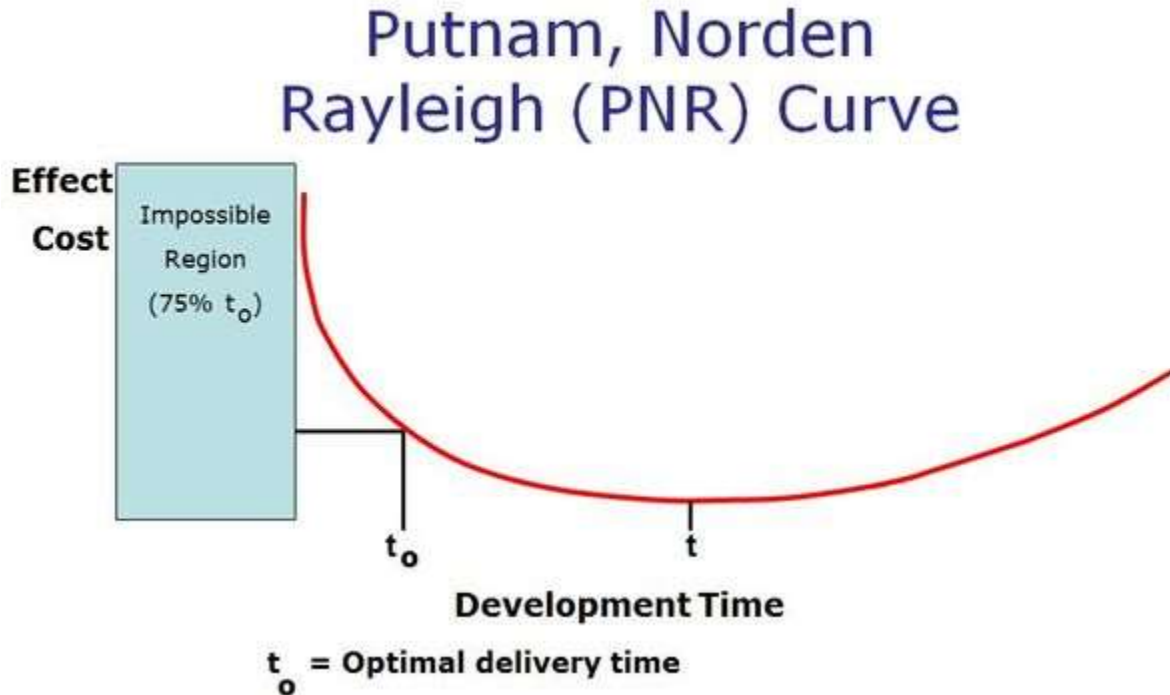 Putnam, Norden
Rayleigh (PNR) Curve
Effect
Cost
Impossible
Region
(75% to)
to
t
Development Time
to = Optimal delivery time